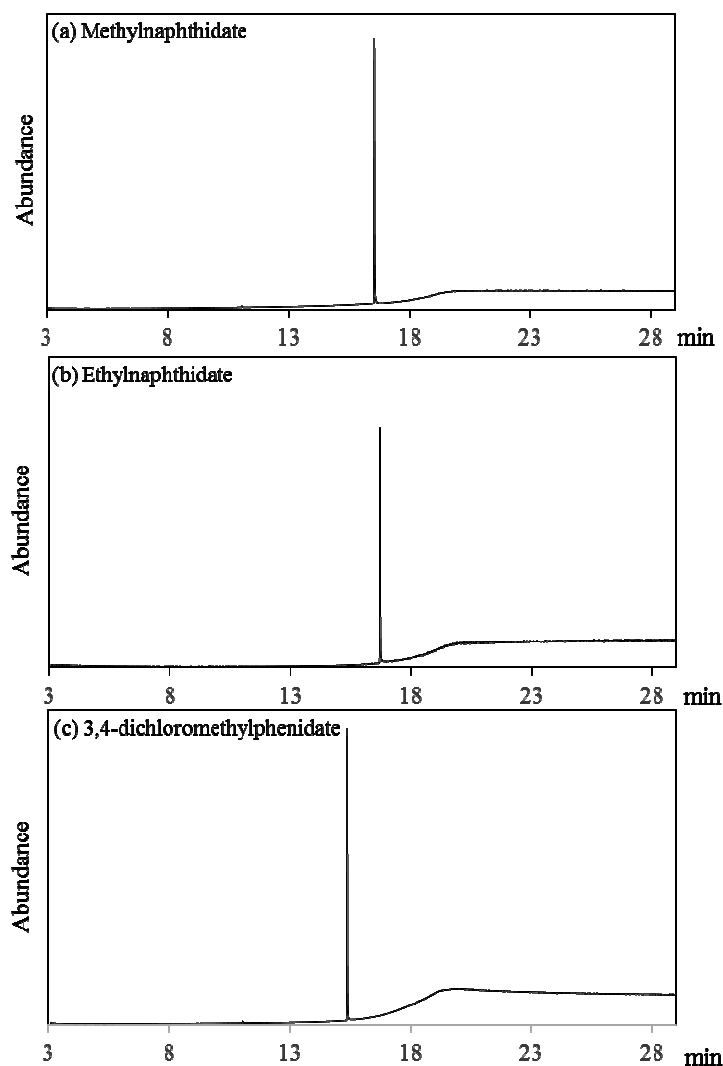 (a) Methylnaphthidate
Abundance
3 8 13 18 23 28 min
(b) Ethylnaphthidate
Abundance
3 8 13 18 23 28 min
(c) 3,4-dichloromethylphenidate
Abundance
3 8 13 18 23 28 min